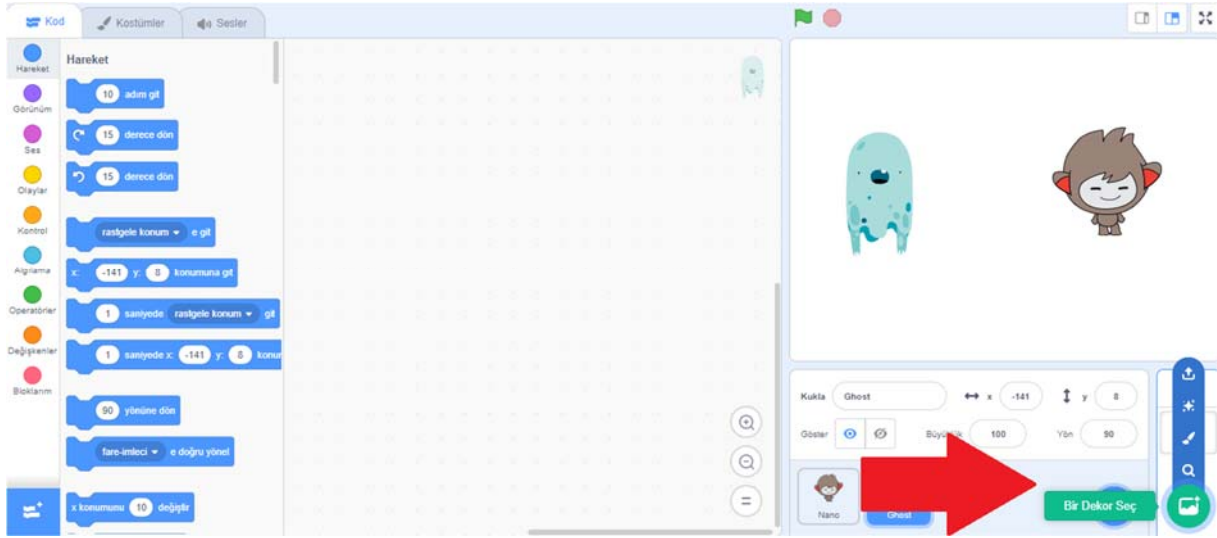 Kod Kostümler Sesler
Hareket
Görünüm
Ses
Olaylar
Kontrol
Algılama
Operatörler
Değişkenler
Bloklarım
Hareket
10 adım git
15 derece dön
15 derece dön
rastgele konum e git
x: -141 y: 8 konumuna git
1 saniyede rastgele konum git
1 saniyede x: -141 y: 8 konu
90 yönüne dön
fare-imleci e doğru yönel
x konumunu 10 değiştir
Kukla Ghost x -141 y 8
Göster Büyüklük 100 Yön 90
Nano
Ghost
Bir Dekor Seç